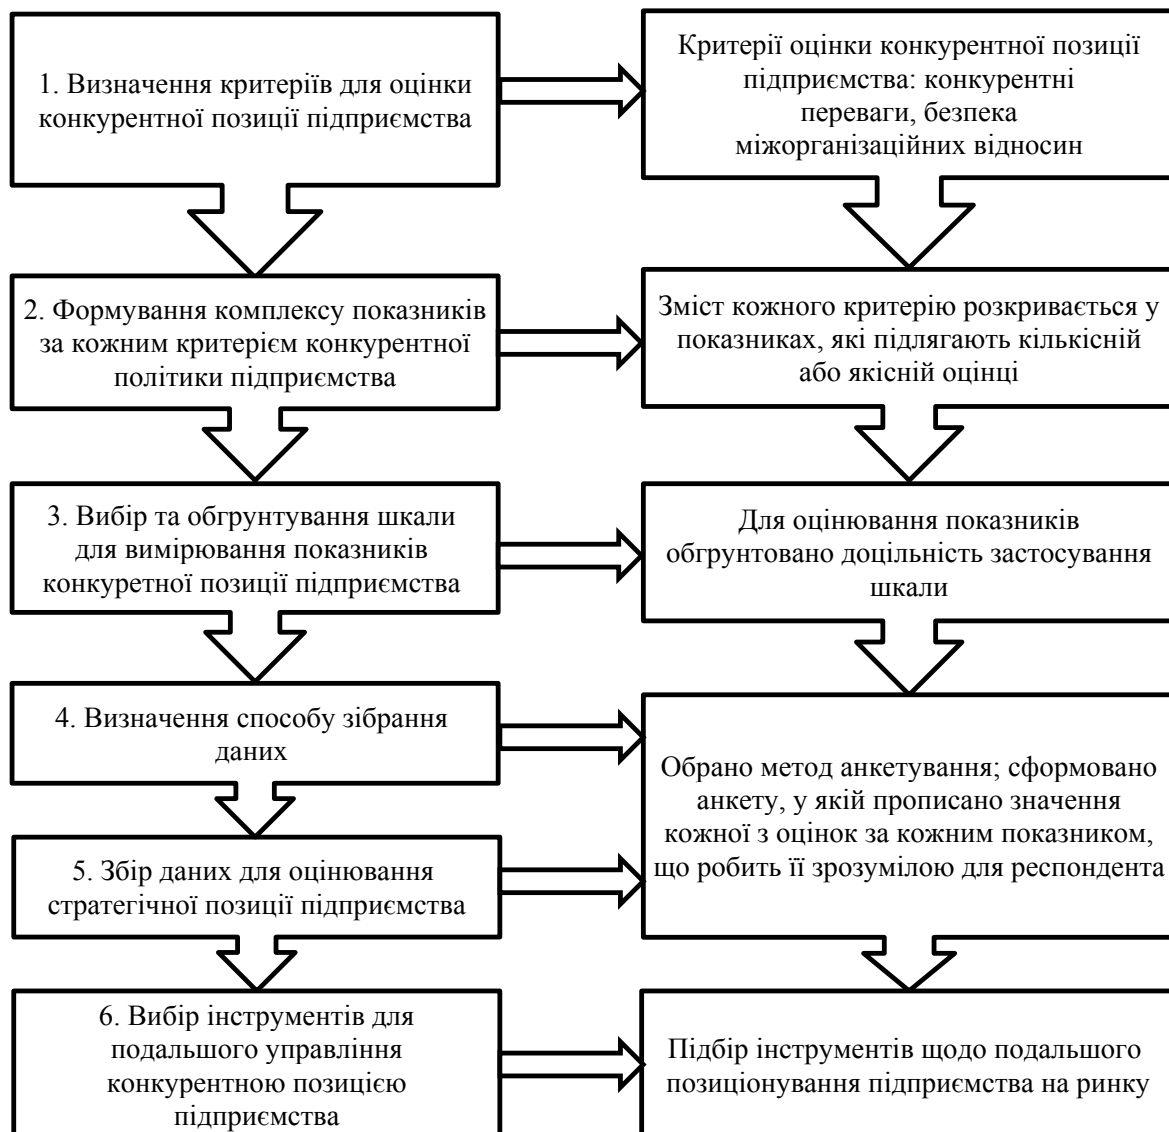 1. Визначення критеріїв для оцінки
конкурентної позиції підприємства
Критерії оцінки конкурентної позиції
підприємства: конкурентні
переваги, безпека
міжорганізаційних відносин
2. Формування комплексу показників
за кожним критерієм конкурентної
політики підприємства
Зміст кожного критерію розкривається у
показниках, які підлягають кількісній
або якісній оцінці
3. Вибір та обгрунтування шкали
для вимірювання показників
конкуретної позиції підприємства
Для оцінювання показників
обгрунтовано доцільність застосування
шкали
4. Визначення способу зібрання
даних
Обрано метод анкетування; сформовано
анкету, у якій прописано значення
кожної з оцінок за кожним показником,
що робить її зрозумілою для респондента
5. Збір даних для оцінювання
стратегічної позиції підприємства
6. Вибір інструментів для
подальшого управління
конкурентною позицією
підприємства
Підбір інструментів щодо подальшого
позиціонування підприємства на ринку